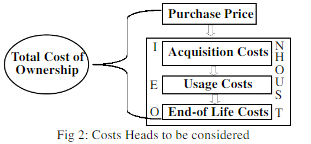 Purchase Price
Total Cost of
Ownership
I
Acquisition Costs
N
H
E
Usage Costs
O
U
S
O
End-of Life Costs
T
Fig 2: Costs Heads to be considered